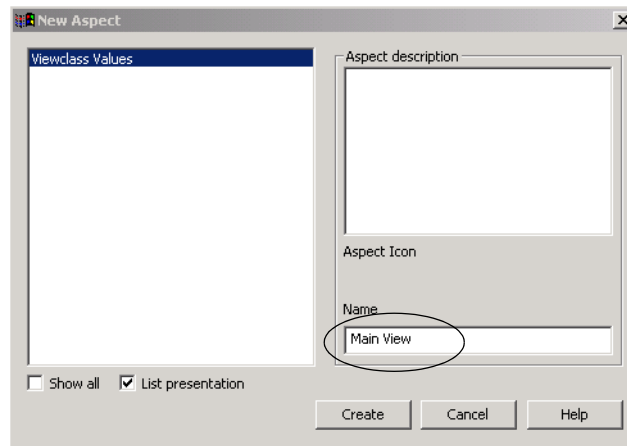 New Aspect
Viewclass Values
Aspect description
Aspect Icon
Name
Main View
Show all List presentation
Create Cancel Help